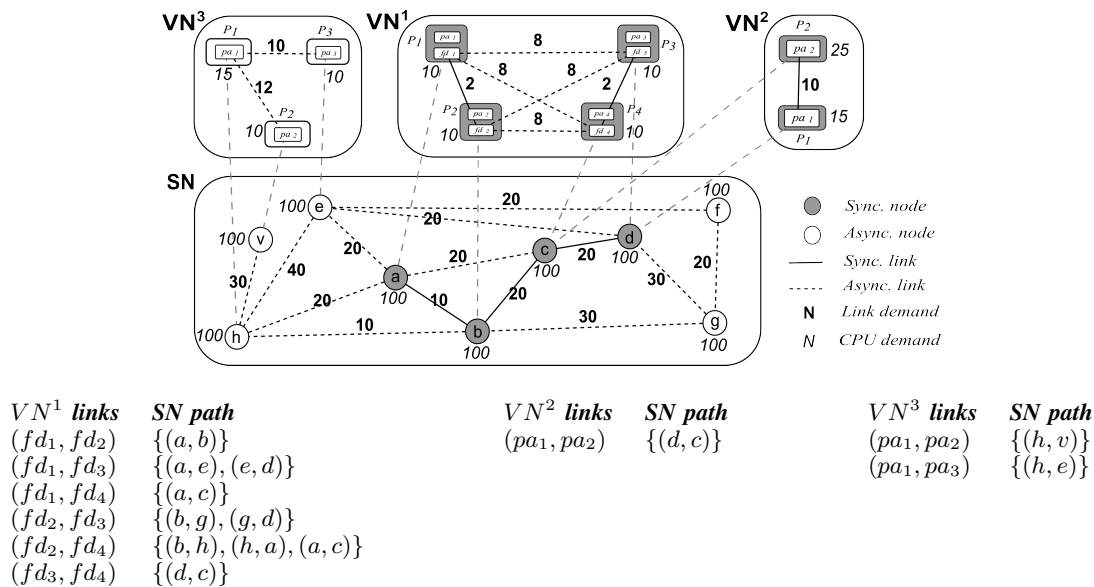 VN³ VN¹ VN²
P₁ P₃ P₁ pa₃ P₃ P₂
pa₁ 10 pa₃ pa₁ 8 fd₃ pa₂ 25
fd₁
15 12 10 10 8 8 10 10
2 2
P₂ P₂ pa₂ pa₄ P₄ pa₁ 15
10 pa₂ 10 fd₂ 8 fd₄ 10 P₁
SN
100 e 20 100 f
20
100 v 20 c 20 d
40 20 100 100 20
30 a 30
20 100 10 20
100 h 10 b 30 g
100 100
Sync. node
Async. node
Sync. link
Async. link
N Link demand
N CPU demand
VN¹ links SN path
(fd₁, fd₂) {(a, b)}
(fd₁, fd₃) {(a, e), (e, d)}
(fd₁, fd₄) {(a, c)}
(fd₂, fd₃) {(b, g), (g, d)}
(fd₂, fd₄) {(b, h), (h, a), (a, c)}
(fd₃, fd₄) {(d, c)}
VN² links SN path
(pa₁, pa₂) {(d, c)}
VN³ links SN path
(pa₁, pa₂) {(h, v)}
(pa₁, pa₃) {(h, e)}